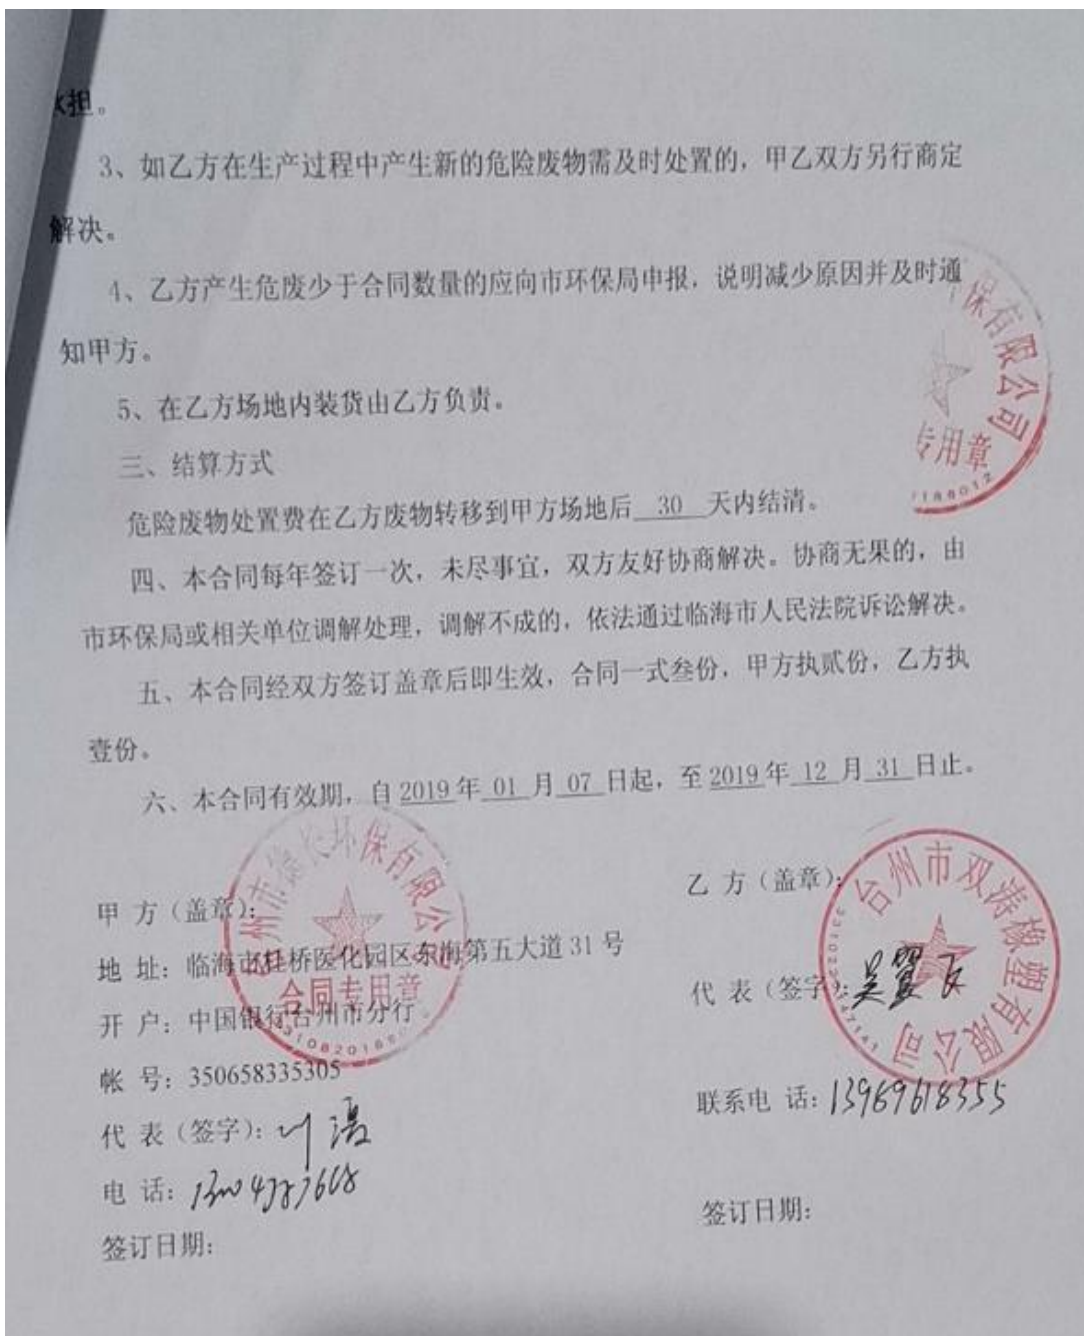 担。
3、如乙方在生产过程中产生新的危险废物需及时处置的，甲乙双方另行商定
解决。
4、乙方产生危废少于合同数量的应向市环保局申报，说明减少原因并及时通
知甲方。
5、在乙方场地内装货由乙方负责。
三、结算方式
危险废物处置费在乙方废物转移到甲方场地后 30 天内结清。
四、本合同每年签订一次，未尽事宜，双方友好协商解决。协商无果的，由
市环保局或相关单位调解处理，调解不成的，依法通过临海市人民法院诉讼解决。
五、本合同经双方签订盖章后即生效，合同一式叁份，甲方执贰份，乙方执
壹份。
六、本合同有效期，自 2019 年 01 月 07 日起，至 2019 年 12 月 31 日止。
保有限公司
专用章
甲 方（盖章）：
地 址：临海市杜桥医化园区东海第五大道 31 号
开 户：中国银行台州市分行
帐 号：350658335305
代 表（签字）：
电 话：
签订日期：
州市 环保有限公
合同专用章
乙 方（盖章）：
代 表（签字）：吴
联系电 话：13969618355
签订日期：
台州市双涛橡塑有限公司